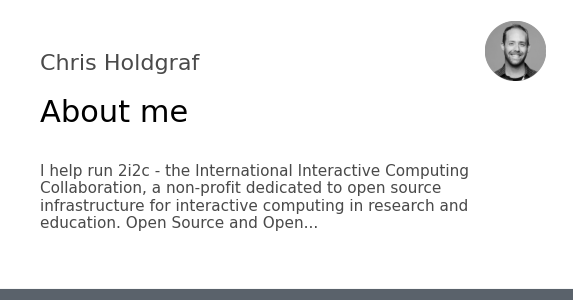 Chris Holdgraf
About me
I help run 2i2c - the International Interactive Computing
Collaboration, a non-profit dedicated to open source
infrastructure for interactive computing in research and
education. Open Source and Open...